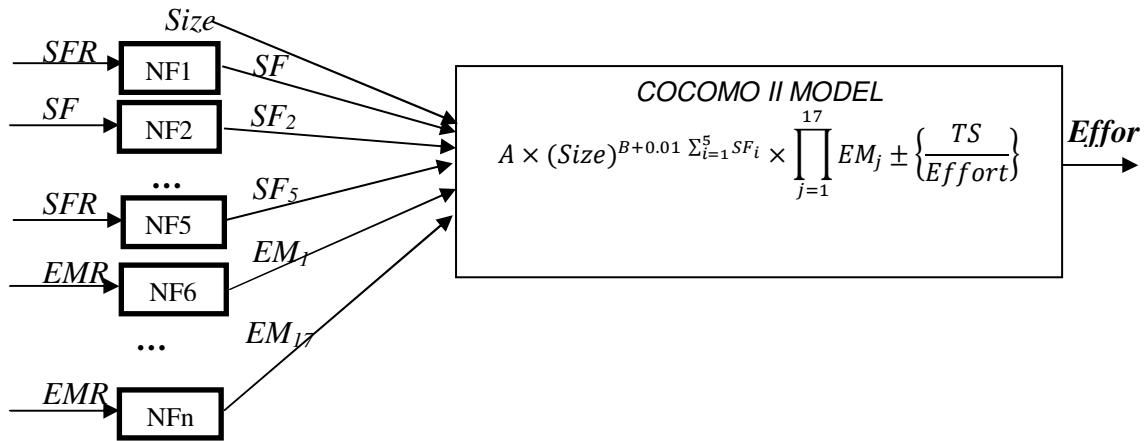 Size
SFR
NF1
SF
SF
NF2
SF₂
...
SFR
NF5
SF₅
EMR
NF6
EM₁
...
EM₁₇
EMR
NFn
COCOMO II MODEL
A × (Size)^{B+0.01 ∑_{i=1}^{5} SF_i} × ∏_{j=1}^{17} EM_j ± {TS/Effort}
Effor